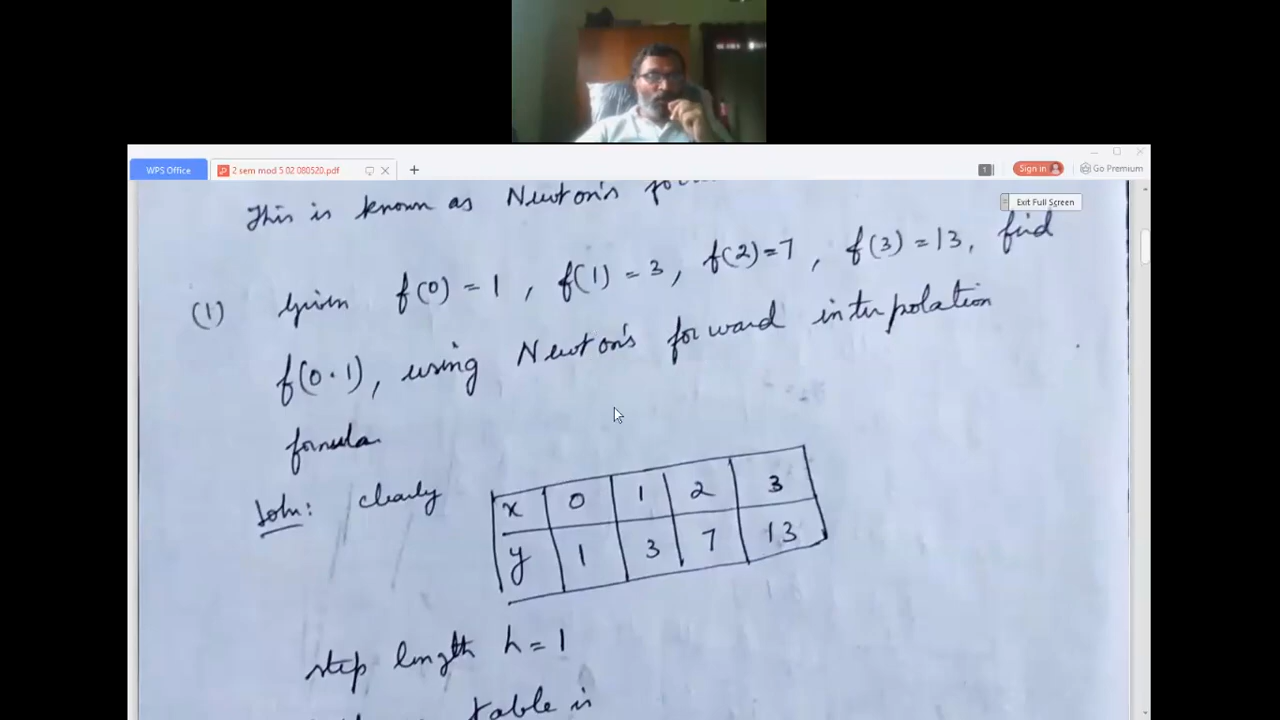 WPS Office
2 sem mod 5 02 080520.pdf
1
Sign in
Go Premium
Exit Full Screen
This is known as Newton's
(1) Given f(0) = 1 , f(1) = 3 , f(2)=7 , f(3) = 13, find
f(0.1), using Newton's forward interpolation
formula
Soln: clearly
x 0 1 2 3
y 1 3 7 13
step length h = 1
table is